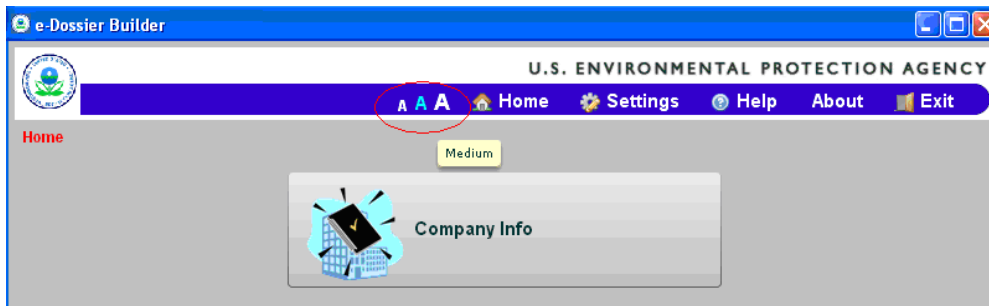 e-Dossier Builder
U.S. ENVIRONMENTAL PROTECTION AGENCY
A A A Home Settings Help About Exit
Home
Medium
Company Info